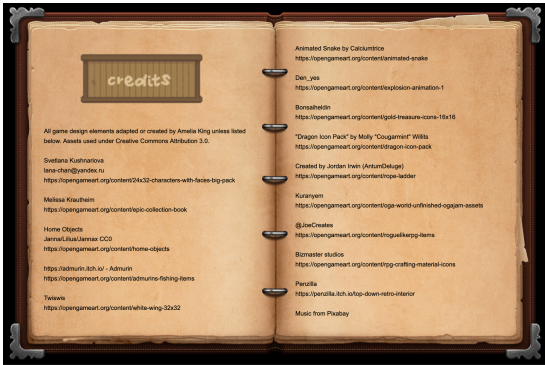 credits
All game design elements adapted or created by Amelia King unless listed
below. Assets used under Creative Commons Attribution 3.0.
Svetlana Kushnariova
lana-chan@yandex.ru
https://opengameart.org/content/24x32-characters-with-faces-big-pack
Melissa Krautheim
https://opengameart.org/content/epic-collection-book
Home Objects
Janna/Lilius/Jannax CC0
https://opengameart.org/content/home-objects
https://admurin.itch.io/ - Admurin
https://opengameart.org/content/admurins-fishing-items
Twiswis
https://opengameart.org/content/white-wing-32x32
Animated Snake by Calciumtrice
https://opengameart.org/content/animated-snake
Den_yes
https://opengameart.org/content/explosion-animation-1
Bonsaiheldin
https://opengameart.org/content/gold-treasure-icons-16x16
"Dragon Icon Pack" by Molly "Cougarmint" Willits
https://opengameart.org/content/dragon-icon-pack
Created by Jordan Irwin (AntumDeluge)
https://opengameart.org/content/rope-ladder
Kuranyem
https://opengameart.org/content/oga-world-unfinished-ogajam-assets
@JoeCreates
https://opengameart.org/content/roguelikerpg-items
Bizmaster studios
https://opengameart.org/content/rpg-crafting-material-icons
Penzilla
https://penzilla.itch.io/top-down-retro-interior
Music from Pixabay